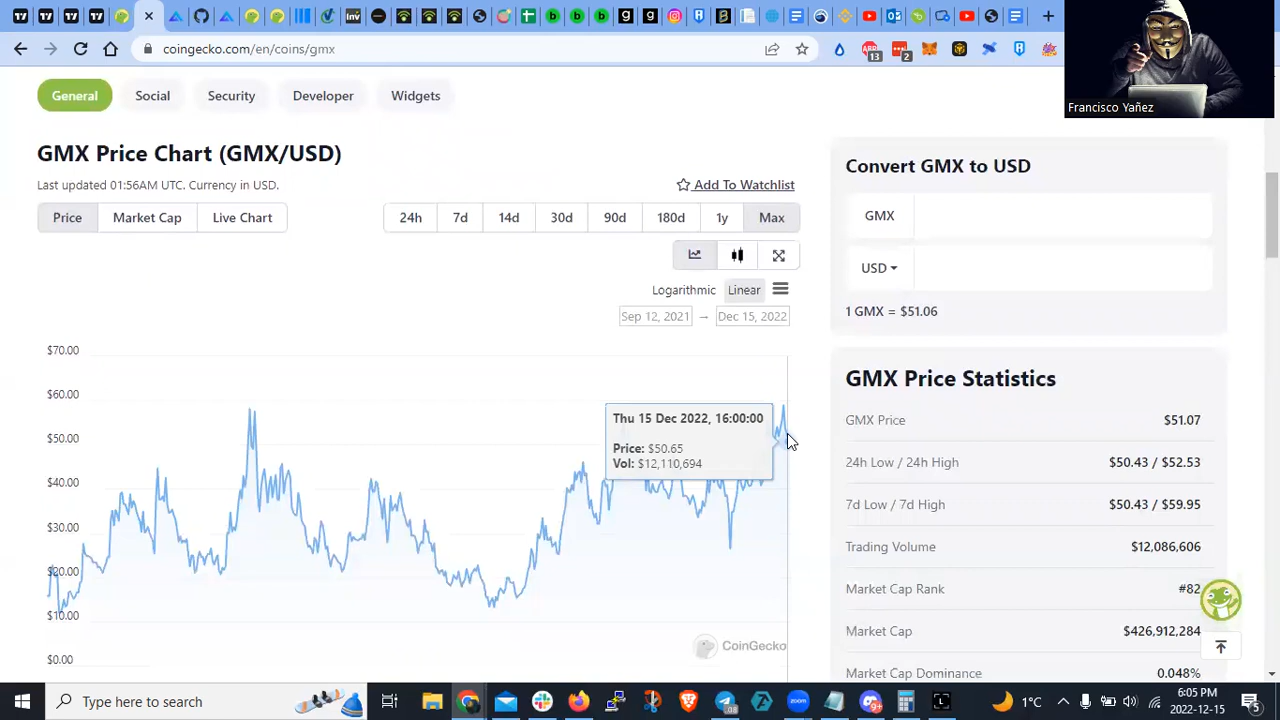 coingecko.com/en/coins/gmx
13
2
Francisco Yañez
General
Social
Security
Developer
Widgets
GMX Price Chart (GMX/USD)
Last updated 01:56AM UTC. Currency in USD.
Add To Watchlist
Price
Market Cap
Live Chart
24h
7d
14d
30d
90d
180d
1y
Max
Logarithmic
Linear
Sep 12, 2021 → Dec 15, 2022
$70.00
$60.00
$50.00
$40.00
$30.00
$20.00
$10.00
$0.00
Thu 15 Dec 2022, 16:00:00
Price: $50.65
Vol: $12,110,694
CoinGecko
Convert GMX to USD
GMX
USD
1 GMX = $51.06
GMX Price Statistics
GMX Price $51.07
24h Low / 24h High $50.43 / $52.53
7d Low / 7d High $50.43 / $59.95
Trading Volume $12,086,606
Market Cap Rank #82
Market Cap $426,912,284
Market Cap Dominance 0.048%
Type here to search
zoom
1°C
6:05 PM
2022-12-15
5